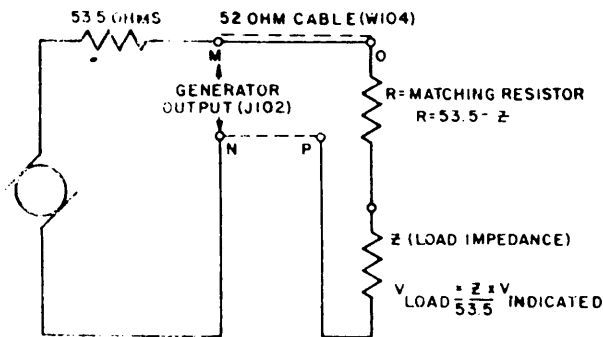 53.5 OHMS
52 OHM CABLE (W104)
M
O
GENERATOR
OUTPUT (J102)
R=MATCHING RESISTOR
R=53.5-Z
N
P
Z (LOAD IMPEDANCE)
V LOAD = Z x V INDICATED
53.5